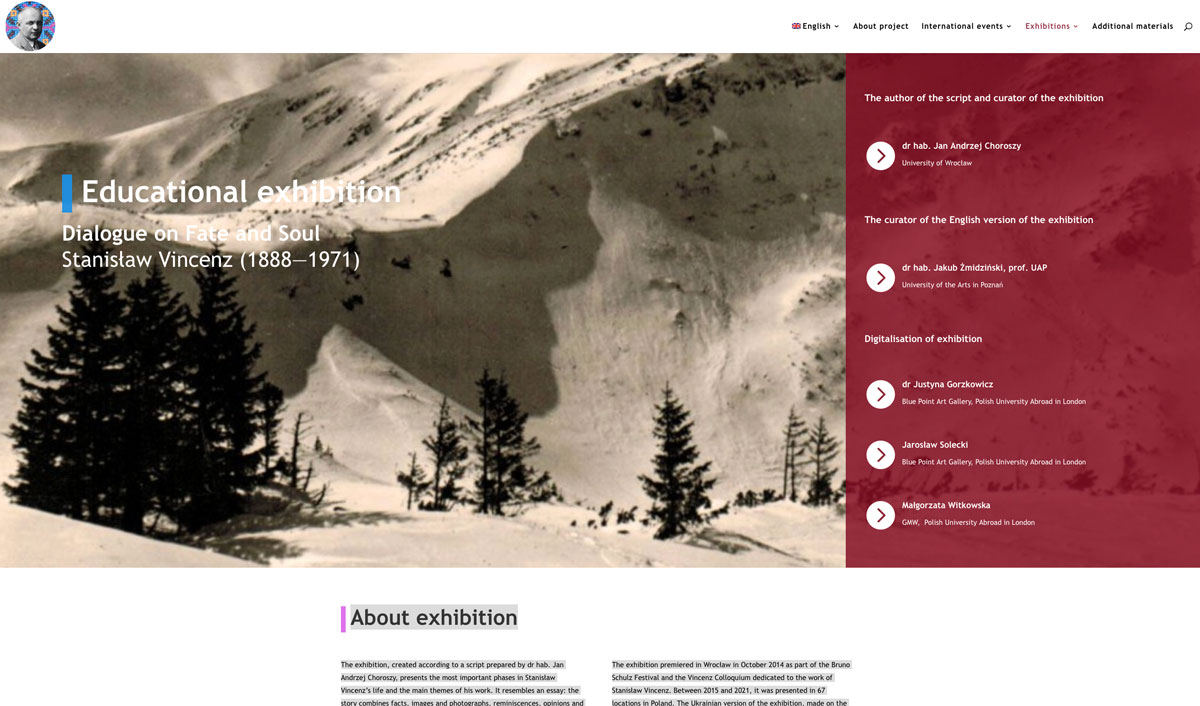 English
About project
International events
Exhibitions
Additional materials
Educational exhibition
Dialogue on Fate and Soul
Stanisław Vincenz (1888—1971)
The author of the script and curator of the exhibition
dr hab. Jan Andrzej Choroszy
University of Wrocław
The curator of the English version of the exhibition
dr hab. Jakub Żmidziński, prof. UAP
University of the Arts in Poznań
Digitalisation of exhibition
dr Justyna Gorzkowicz
Blue Point Art Gallery, Polish University Abroad in London
Jarosław Solecki
Blue Point Art Gallery, Polish University Abroad in London
Małgorzata Witkowska
GMW, Polish University Abroad in London
About exhibition
The exhibition, created according to a script prepared by dr hab. Jan
Andrzej Choroszy, presents the most important phases in Stanisław
Vincenz's life and the main themes of his work. It resembles an essay: the
story combines facts, images and photographs, reminiscences, opinions and
The exhibition premiered in Wrocław in October 2014 as part of the Bruno
Schulz Festival and the Vincenz Colloquium dedicated to the work of
Stanisław Vincenz. Between 2015 and 2021, it was presented in 67
locations in Poland. The Ukrainian version of the exhibition, made on the